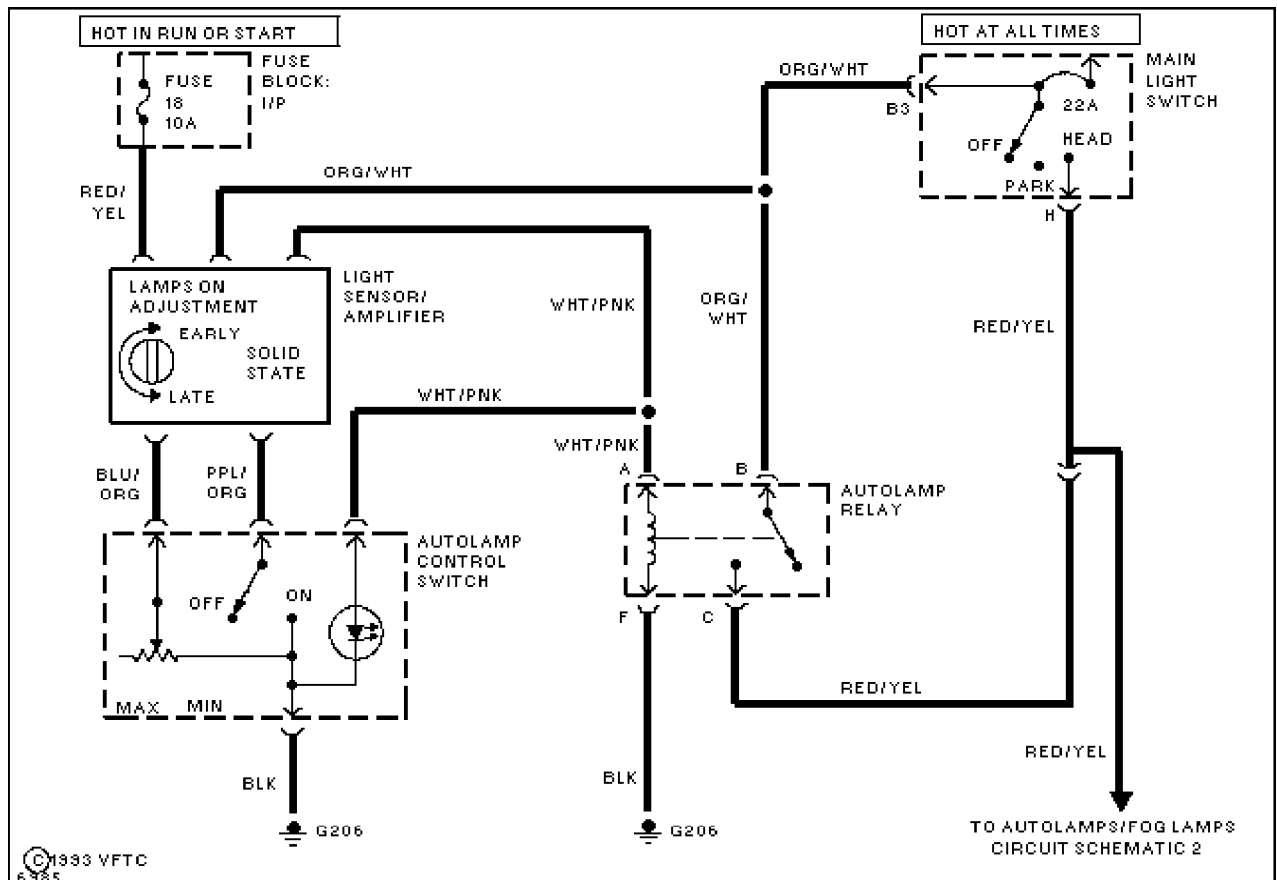 HOT IN RUN OR START
HOT AT ALL TIMES
FUSE
18
10A
FUSE
BLOCK:
I/P
ORG/WHT
B3
MAIN
LIGHT
SWITCH
22A
OFF
HEAD
PARK
H
RED/
YEL
ORG/WHT
LAMPS ON
ADJUSTMENT
EARLY
SOLID
STATE
LATE
LIGHT
SENSOR/
AMPLIFIER
WHT/PNK
ORG/
WHT
RED/YEL
WHT/PNK
WHT/PNK
BLU/
ORG
PPL/
ORG
A
B
AUTOLAMP
RELAY
AUTOLAMP
CONTROL
SWITCH
OFF
ON
F
C
MAX
MIN
RED/YEL
BLK
BLK
RED/YEL
G206
G206
TO AUTOLAMPS/FOG LAMPS
CIRCUIT SCHEMATIC 2
©1993 VFTC